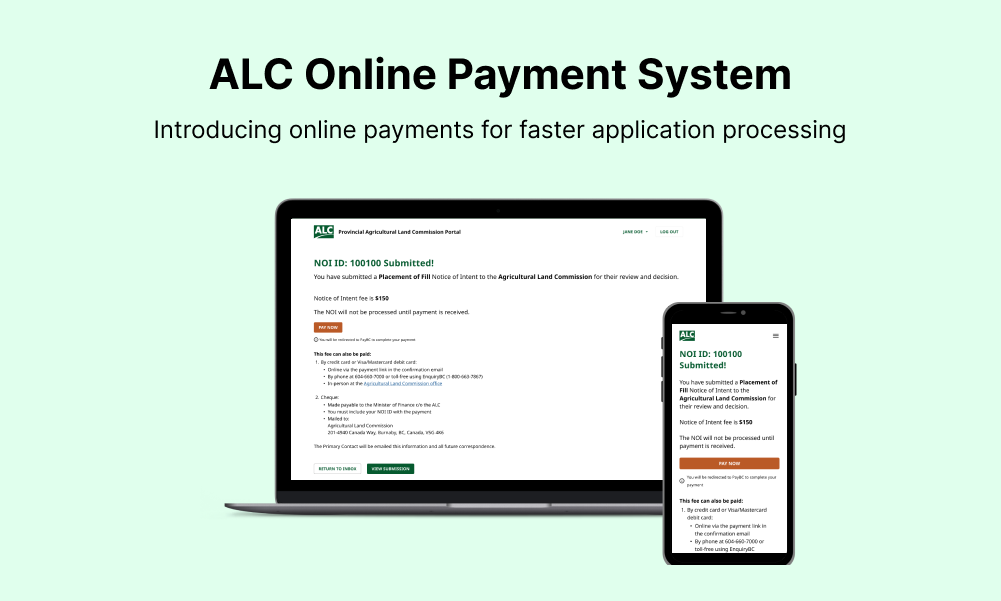 ALC Online Payment System
Introducing online payments for faster application processing
ALC Provincial Agricultural Land Commission Portal
JANE DOE
LOG OUT
NOI ID: 100100 Submitted!
You have submitted a Placement of Fill Notice of Intent to the Agricultural Land Commission for their review and decision.
Notice of Intent fee is $150
The NOI will not be processed until payment is received.
PAY NOW
You will be redirected to PayBC to complete your payment
This fee can also be paid:
1. By credit card or Visa/Mastercard debit card:
• Online via the payment link in the confirmation email
• By phone at 604-660-7000 or toll-free using EnquiryBC (1-800-663-7867)
• In-person at the Agricultural Land Commission office
2. Cheque:
• Made payable to the Minister of Finance c/o the ALC
• You must include your NOI ID with the payment
• Mailed to:
Agricultural Land Commission
201-4940 Canada Way, Burnaby, BC, Canada, V5G 4K6
The Primary Contact will be emailed this information and all future correspondence.
RETURN TO INBOX
VIEW SUBMISSION
ALC
NOI ID: 100100
Submitted!
You have submitted a Placement of
Fill Notice of Intent to the
Agricultural Land Commission for
their review and decision.
Notice of Intent fee is $150
The NOI will not be processed until
payment is received.
PAY NOW
You will be redirected to PayBC to complete your
payment
This fee can also be paid:
1. By credit card or Visa/Mastercard
debit card:
• Online via the payment link in
the confirmation email
• By phone at 604-660-7000 or
toll-free using EnquiryBC